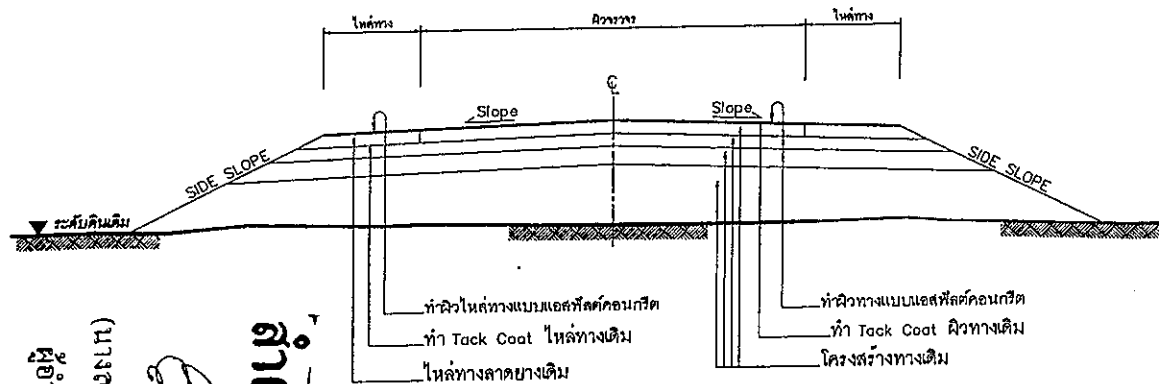 ไหล่ทาง ผิวจราจร ไหล่ทาง
℄
Slope Slope
SIDE SLOPE SIDE SLOPE
ระดับดินเดิม
ทำผิวไหล่ทางแบบแอสฟัลต์คอนกรีต
ทำ Tack Coat ไหล่ทางเดิม
ไหล่ทางลาดยางเดิม
ทำผิวทางแบบแอสฟัลต์คอนกรีต
ทำ Tack Coat ผิวทางเดิม
โครงสร้างทางเดิม